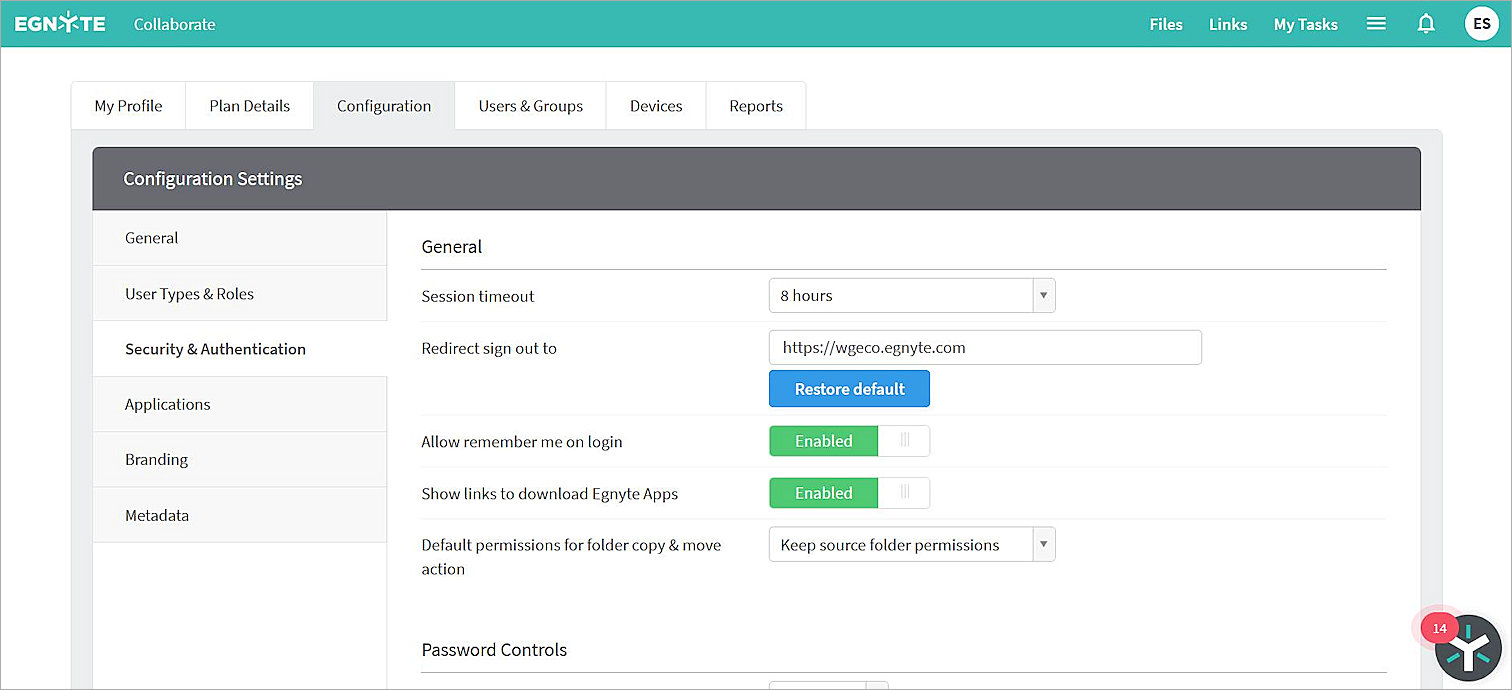 EGNYTE Collaborate Files Links My Tasks ES
My Profile Plan Details Configuration Users & Groups Devices Reports
Configuration Settings
General
User Types & Roles
Security & Authentication
Applications
Branding
Metadata
General
Session timeout 8 hours
Redirect sign out to https://wgeco.egnyte.com
Restore default
Allow remember me on login Enabled
Show links to download Egnyte Apps Enabled
Default permissions for folder copy & move Keep source folder permissions
action
14
Password Controls